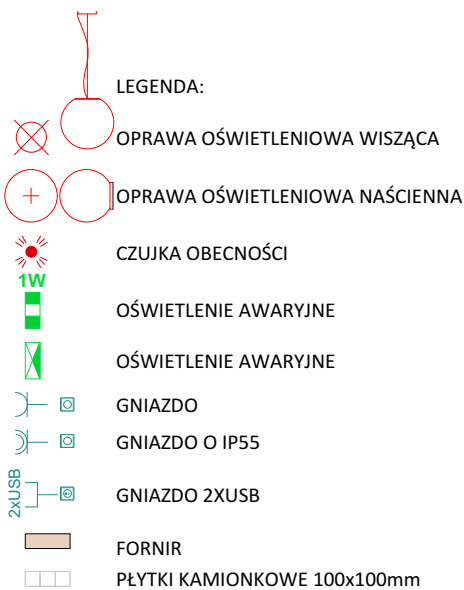 LEGENDA:
OPRAWA OŚWIETLENIOWA WISZĄCA
OPRAWA OŚWIETLENIOWA NAŚCIENNA
CZUJKA OBECNOŚCI
1W
OŚWIETLENIE AWARYJNE
OŚWIETLENIE AWARYJNE
GNIAZDO
GNIAZDO O IP55
2xUSB
GNIAZDO 2XUSB
FORNIR
PŁYTKI KAMIONKOWE 100x100mm